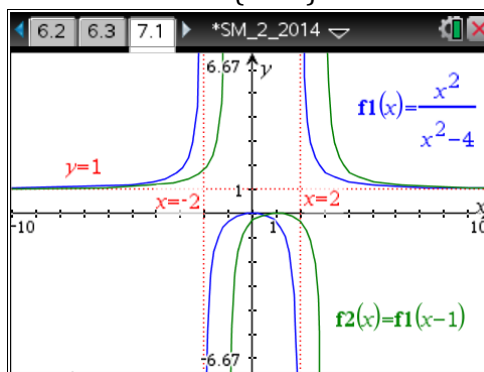 6.2 6.3 7.1 *SM_2_2014
6.67 y
f1(x)=x²/(x²-4)
y=1
1
x=-2 x=2 x
-10 1 10
f2(x)=f1(x-1)
-6.67